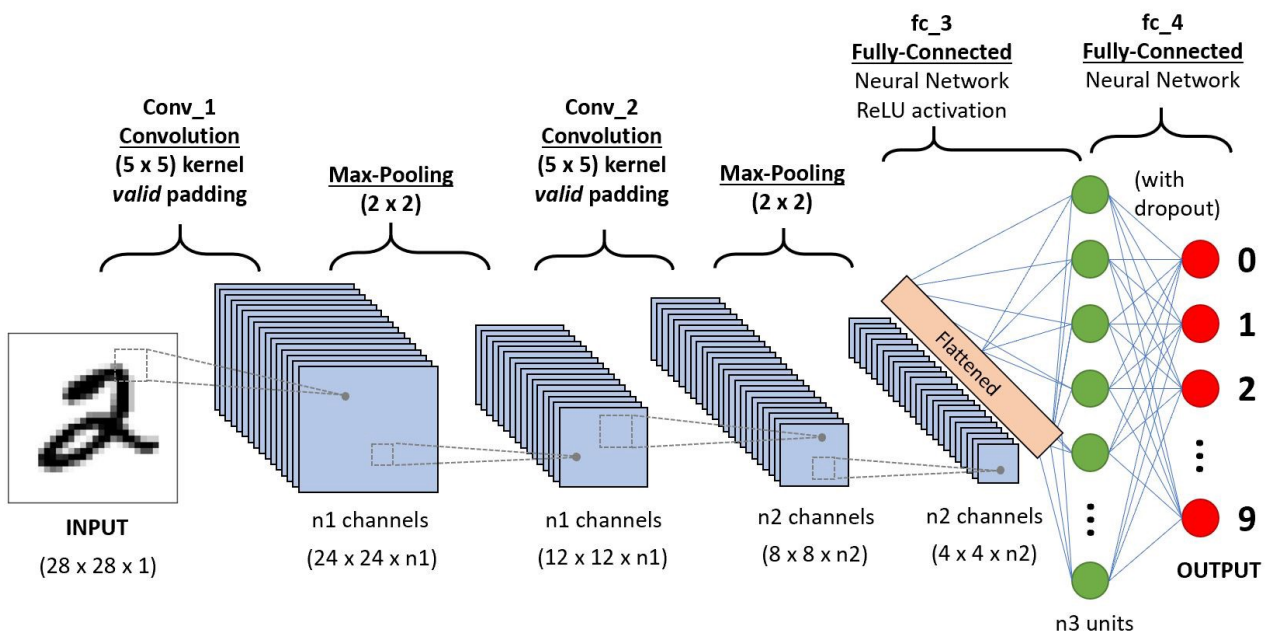 Conv_1
Convolution
(5 x 5) kernel
valid padding
Max-Pooling
(2 x 2)
Conv_2
Convolution
(5 x 5) kernel
valid padding
Max-Pooling
(2 x 2)
fc_3
Fully-Connected
Neural Network
ReLU activation
fc_4
Fully-Connected
Neural Network
(with
dropout)
Flattened
0
1
2
9
OUTPUT
INPUT
(28 x 28 x 1)
n1 channels
(24 x 24 x n1)
n1 channels
(12 x 12 x n1)
n2 channels
(8 x 8 x n2)
n2 channels
(4 x 4 x n2)
n3 units
2